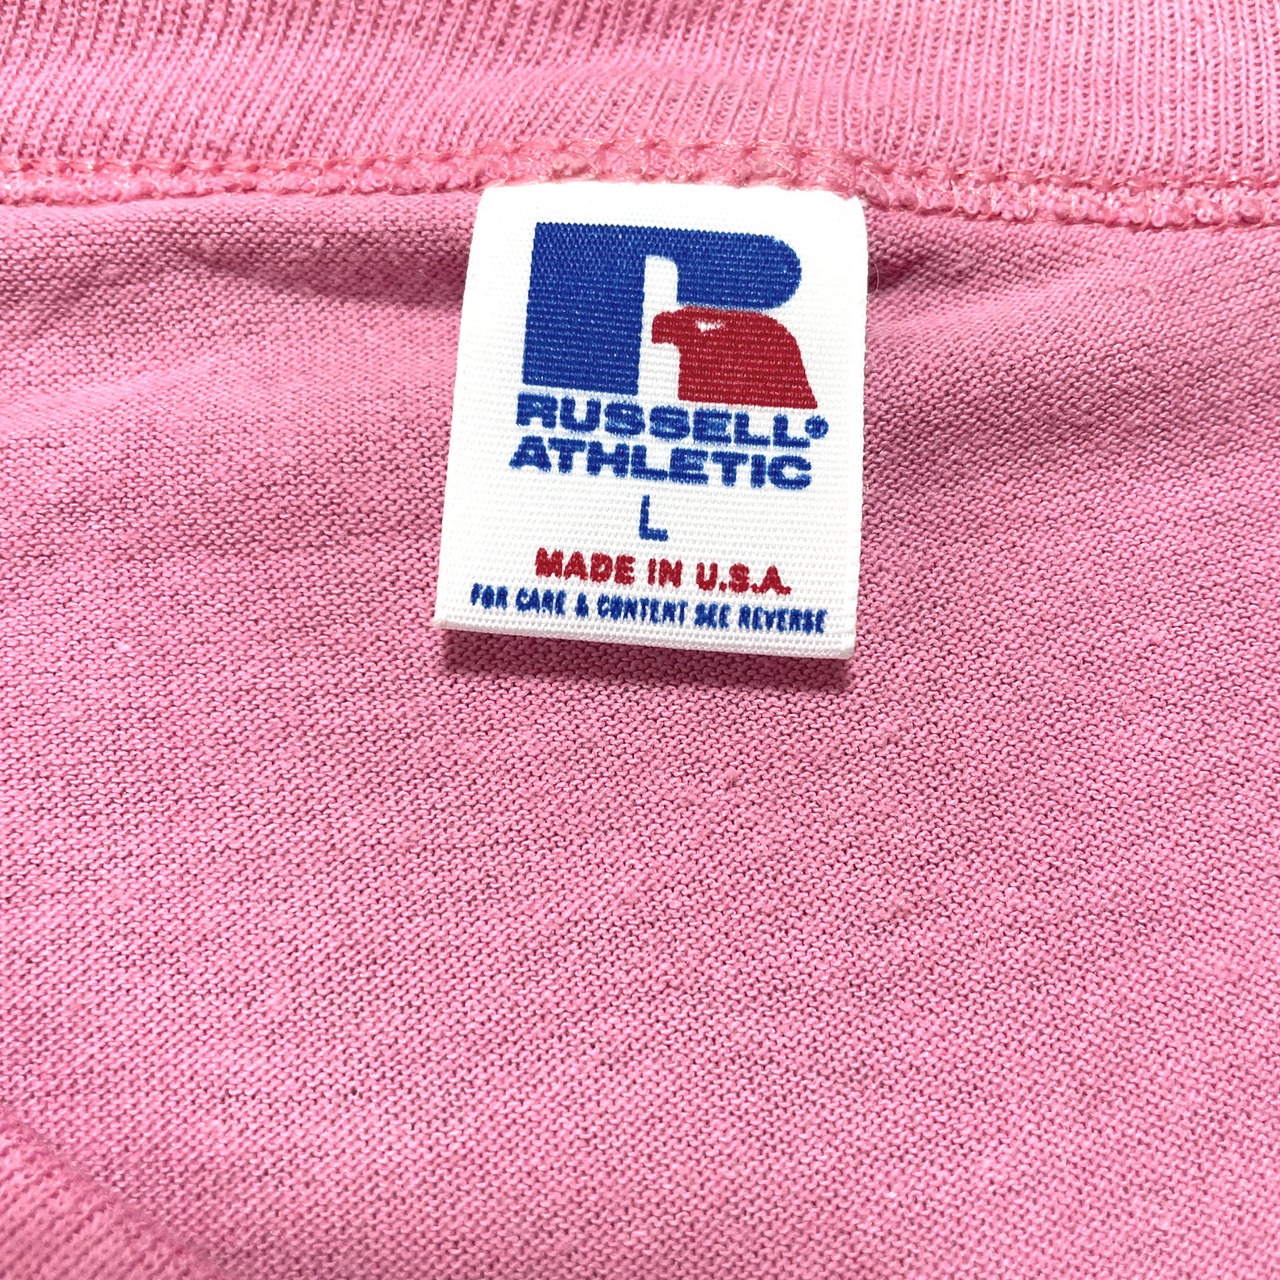 R
RUSSELL®
ATHLETIC
L
MADE IN U.S.A.
FOR CARE & CONTENT SEE REVERSE